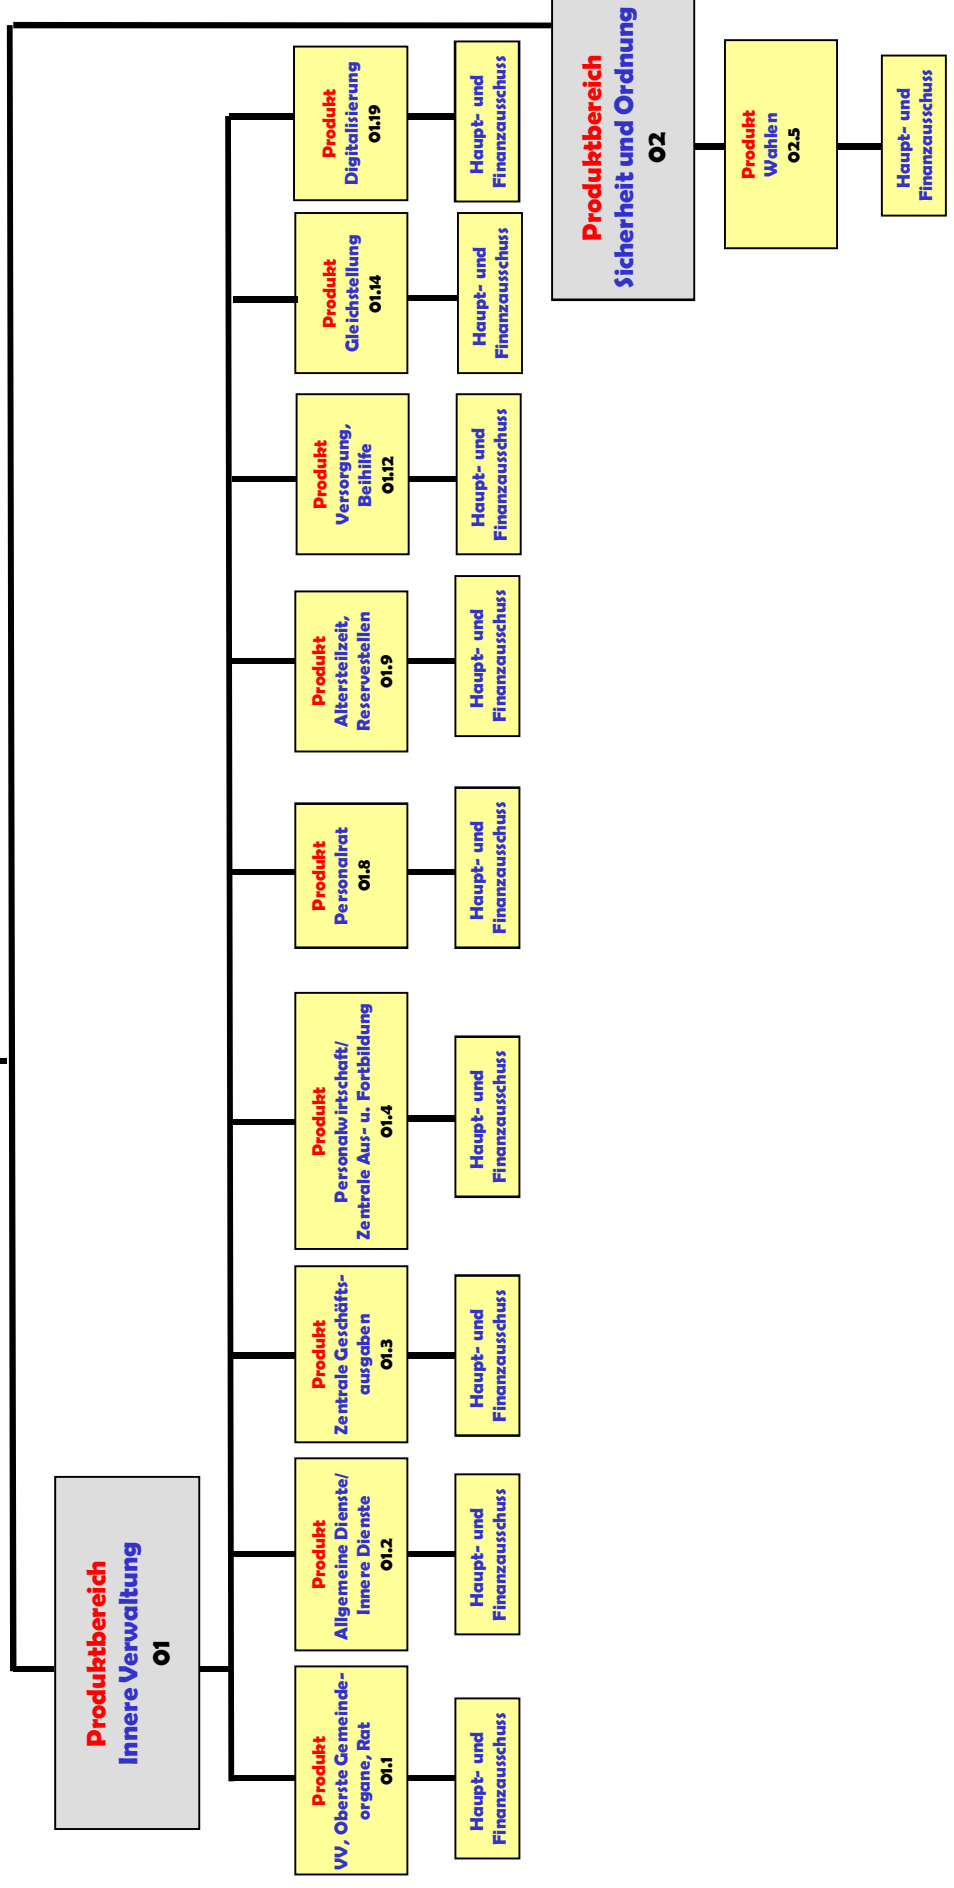 Produktbereich
Innere Verwaltung
01
Produkt
VV, Oberste Gemeinde-
organe, Rat
01.1
Haupt- und
Finanzausschuss
Produkt
Allgemeine Dienste/
Innere Dienste
01.2
Haupt- und
Finanzausschuss
Produkt
Zentrale Geschäfts-
ausgaben
01.3
Haupt- und
Finanzausschuss
Produkt
Personalwirtschaft/
Zentrale Aus- u. Fortbildung
01.4
Haupt- und
Finanzausschuss
Produkt
Personalrat
01.8
Haupt- und
Finanzausschuss
Produkt
Altersteilzeit,
Reservestellen
01.9
Haupt- und
Finanzausschuss
Produkt
Versorgung,
Beihilfe
01.12
Haupt- und
Finanzausschuss
Produkt
Gleichstellung
01.14
Haupt- und
Finanzausschuss
Produkt
Digitalisierung
01.19
Haupt- und
Finanzausschuss
Produktbereich
Sicherheit und Ordnung
02
Produkt
Wahlen
02.5
Haupt- und
Finanzausschuss